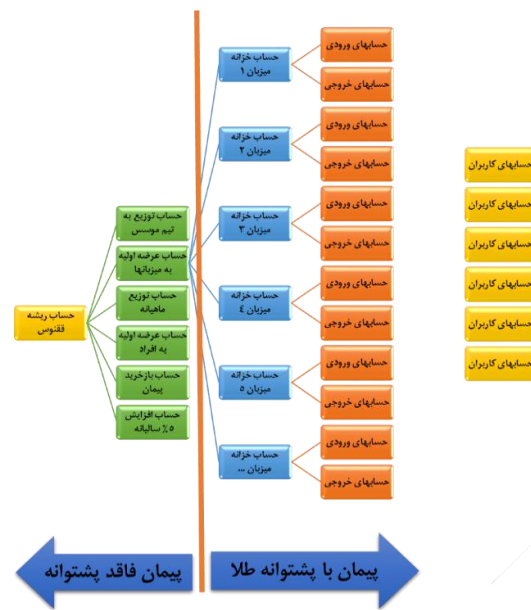 حساب ریشه
ققنوس
حساب توزیع به
تیم موسس
حساب عرضه اولیه
به میزبانها
حساب توزیع
ماهیانه
حساب عرضه اولیه
به افراد
حساب بازخرید
پیمان
حساب افزایش
۵٪ سالیانه
حساب خزانه
میزبان ۱
حساب خزانه
میزبان ۲
حساب خزانه
میزبان ۳
حساب خزانه
میزبان ٤
حساب خزانه
میزبان ۵
حساب خزانه
میزبان ...
حسابهای ورودی
حسابهای خروجی
حسابهای ورودی
حسابهای خروجی
حسابهای ورودی
حسابهای خروجی
حسابهای ورودی
حسابهای خروجی
حسابهای ورودی
حسابهای خروجی
حسابهای ورودی
حسابهای خروجی
حسابهای کاربران
حسابهای کاربران
حسابهای کاربران
حسابهای کاربران
حسابهای کاربران
حسابهای کاربران
پیمان با پشتوانه طلا
پیمان فاقد پشتوانه